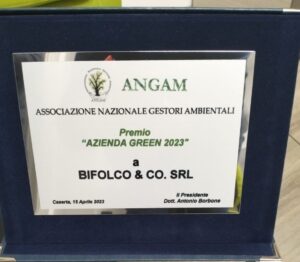 ANGAM
ANGAM
ASSOCIAZIONE NAZIONALE GESTORI AMBIENTALI
Premio
"AZIENDA GREEN 2023"
a
BIFOLCO & CO. SRL
Caserta, 15 Aprile 2023
Il Presidente
Dott. Antonio Borbone